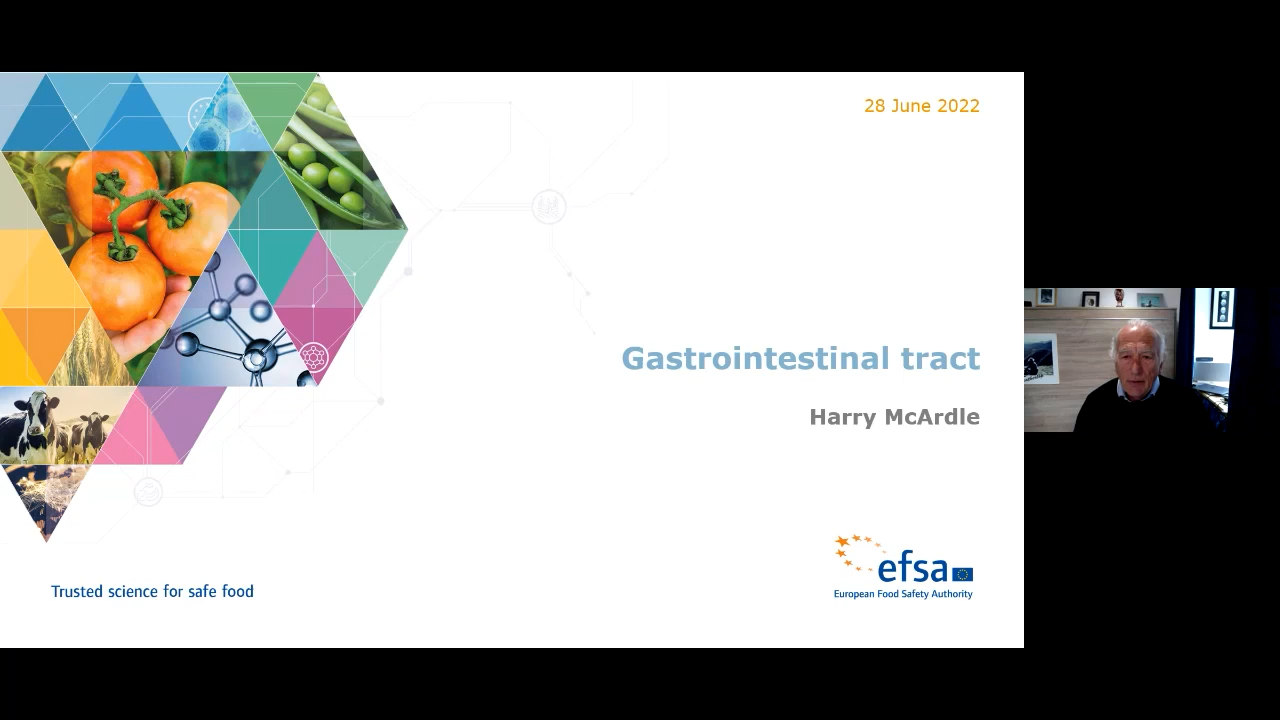 28 June 2022
Gastrointestinal tract
Harry McArdle
efsa
European Food Safety Authority
Trusted science for safe food